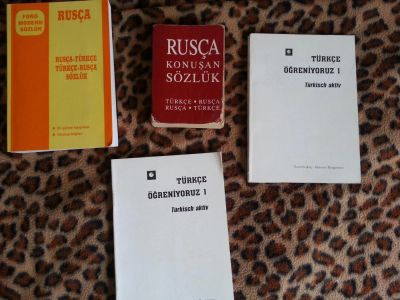 FONO
MODERN
SÖZLÜK
RUSÇA
RUSÇA-TÜRKÇE
TÜRKÇE-RUSÇA
SÖZLÜK
RUSÇA
KONUŞAN
SÖZLÜK
TÜRKÇE • RUSÇA
RUSÇA • TÜRKÇE
TÜRKÇE
ÖĞRENİYORUZ 1
Türkisch aktiv
TÜRKÇE
ÖĞRENİYORUZ 1
Türkisch aktiv